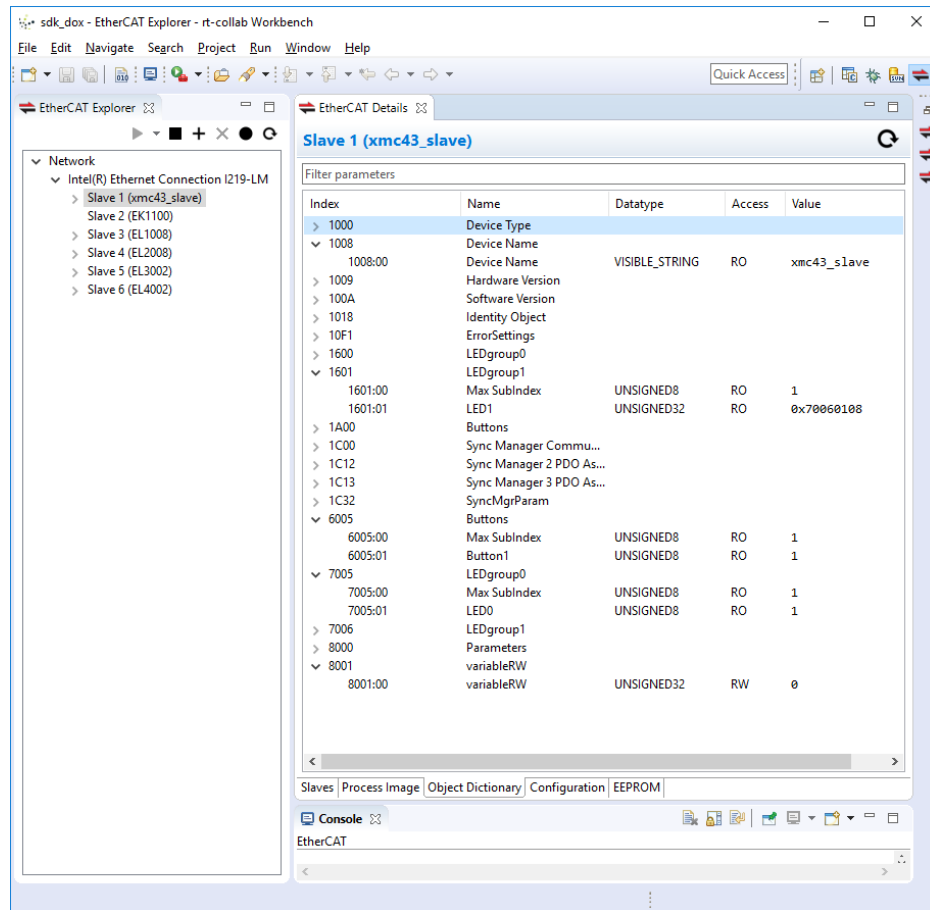 sdk_dox - EtherCAT Explorer - rt-collab Workbench
File Edit Navigate Search Project Run Window Help
Quick Access
EtherCAT Explorer
Network
Intel(R) Ethernet Connection I219-LM
Slave 1 (xmc43_slave)
Slave 2 (EK1100)
Slave 3 (EL1008)
Slave 4 (EL2008)
Slave 5 (EL3002)
Slave 6 (EL4002)
EtherCAT Details
Slave 1 (xmc43_slave)
Filter parameters
Index Name Datatype Access Value
1000 Device Type
1008 Device Name
1008:00 Device Name VISIBLE_STRING RO xmc43_slave
1009 Hardware Version
100A Software Version
1018 Identity Object
10F1 ErrorSettings
1600 LEDgroup0
1601 LEDgroup1
1601:00 Max SubIndex UNSIGNED8 RO 1
1601:01 LED1 UNSIGNED32 RO 0x70060108
1A00 Buttons
1C00 Sync Manager Commu...
1C12 Sync Manager 2 PDO As...
1C13 Sync Manager 3 PDO As...
1C32 SyncMgrParam
6005 Buttons
6005:00 Max SubIndex UNSIGNED8 RO 1
6005:01 Button1 UNSIGNED8 RO 1
7005 LEDgroup0
7005:00 Max SubIndex UNSIGNED8 RO 1
7005:01 LED0 UNSIGNED8 RO 1
7006 LEDgroup1
8000 Parameters
8001 variableRW
8001:00 variableRW UNSIGNED32 RW 0
Slaves Process Image Object Dictionary Configuration EEPROM
Console
EtherCAT